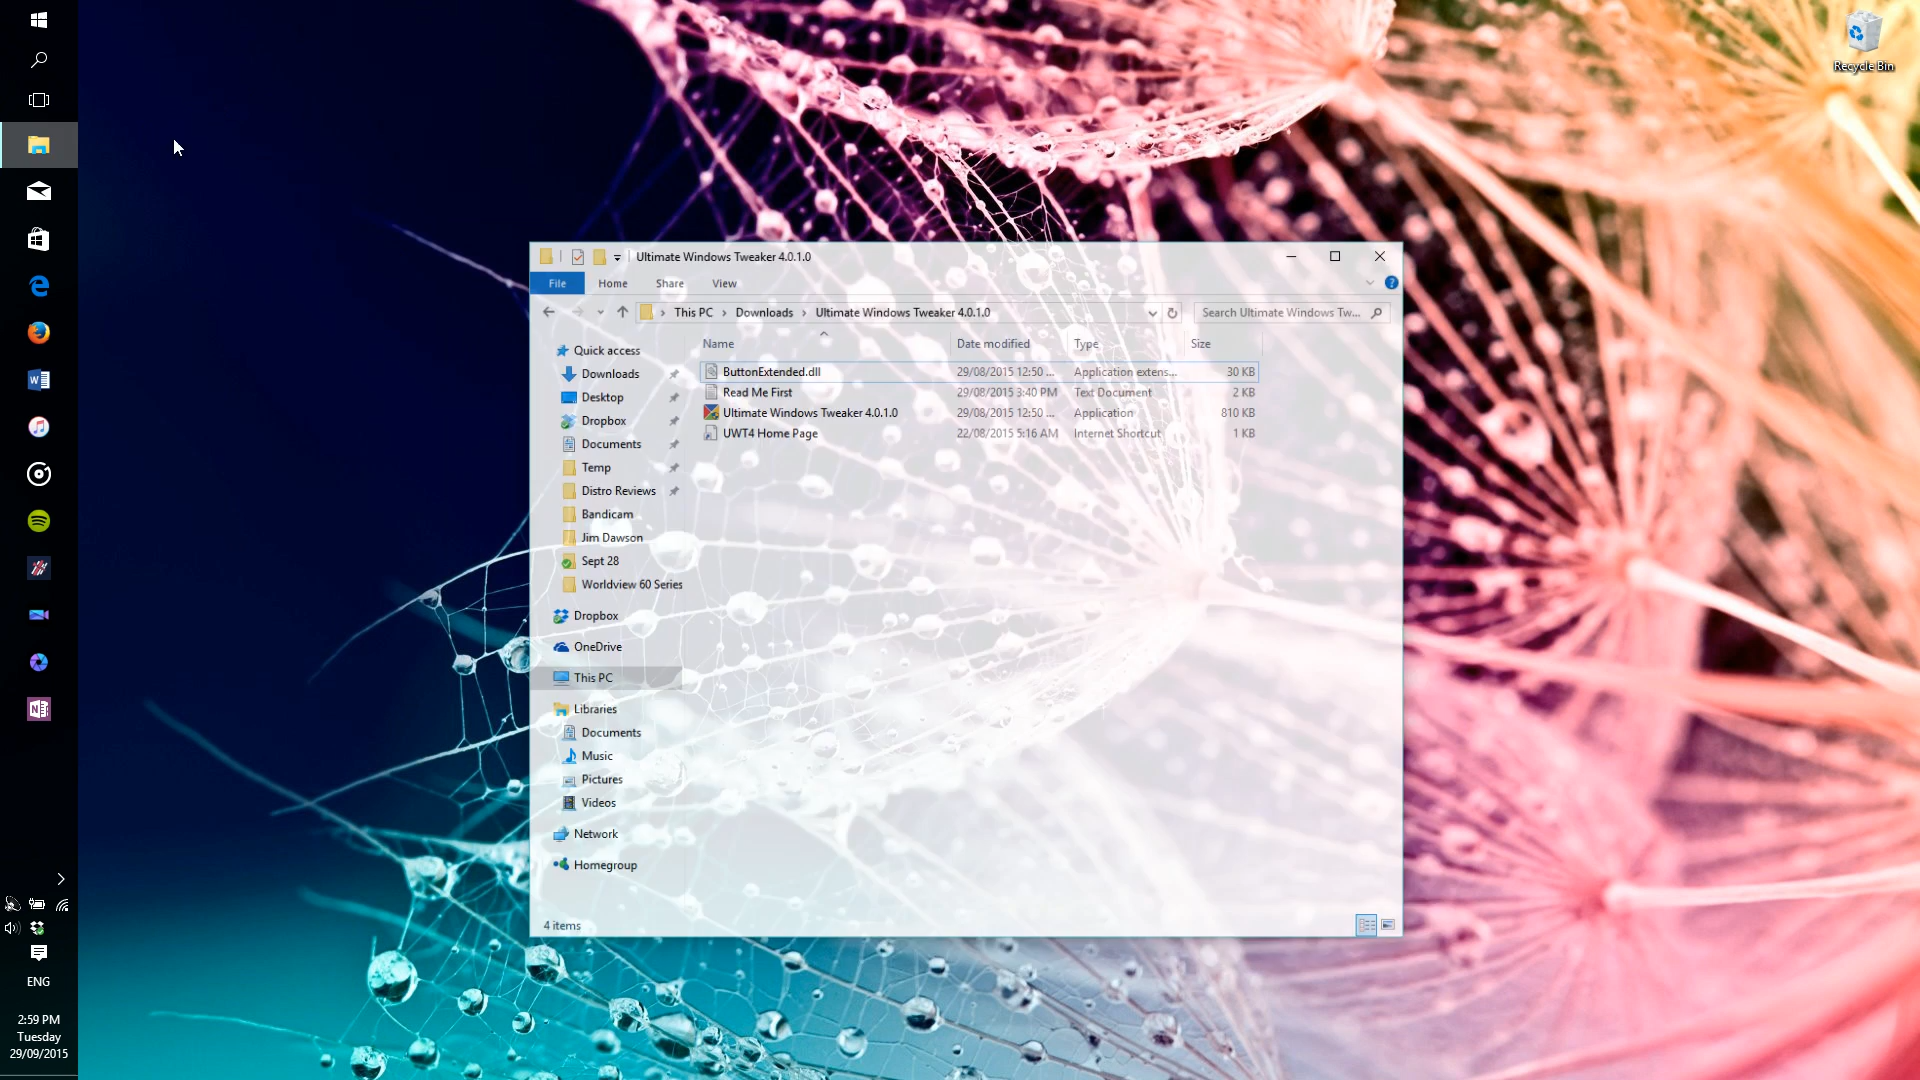 Recycle Bin
Ultimate Windows Tweaker 4.0.1.0
File Home Share View
This PC Downloads Ultimate Windows Tweaker 4.0.1.0 Search Ultimate Windows Tw...
Name Date modified Type Size
ButtonExtended.dll 29/08/2015 12:50 ... Application extens... 30 KB
Read Me First 29/08/2015 3:40 PM Text Document 2 KB
Ultimate Windows Tweaker 4.0.1.0 29/08/2015 12:50 ... Application 810 KB
UWT4 Home Page 22/08/2015 5:16 AM Internet Shortcut 1 KB
Quick access
Downloads
Desktop
Dropbox
Documents
Temp
Distro Reviews
Bandicam
Jim Dawson
Sept 28
Worldview 60 Series
Dropbox
OneDrive
This PC
Libraries
Documents
Music
Pictures
Videos
Network
Homegroup
4 items
ENG
2:59 PM
Tuesday
29/09/2015